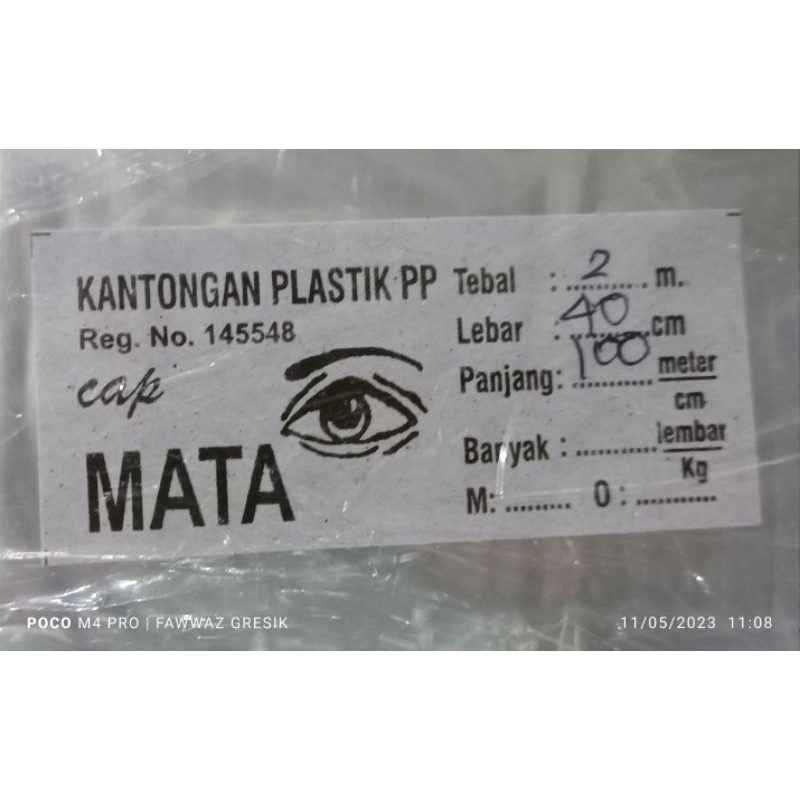 KANTONGAN PLASTIK PP
Reg. No. 145548
cap
MATA
Tebal : 2 m.
Lebar : 40 cm
Panjang: 100 meter
cm
Banyak : lembar
Kg
M: ........ O : ...........
POCO M4 PRO | FAWWAZ GRESIK
11/05/2023 11:08